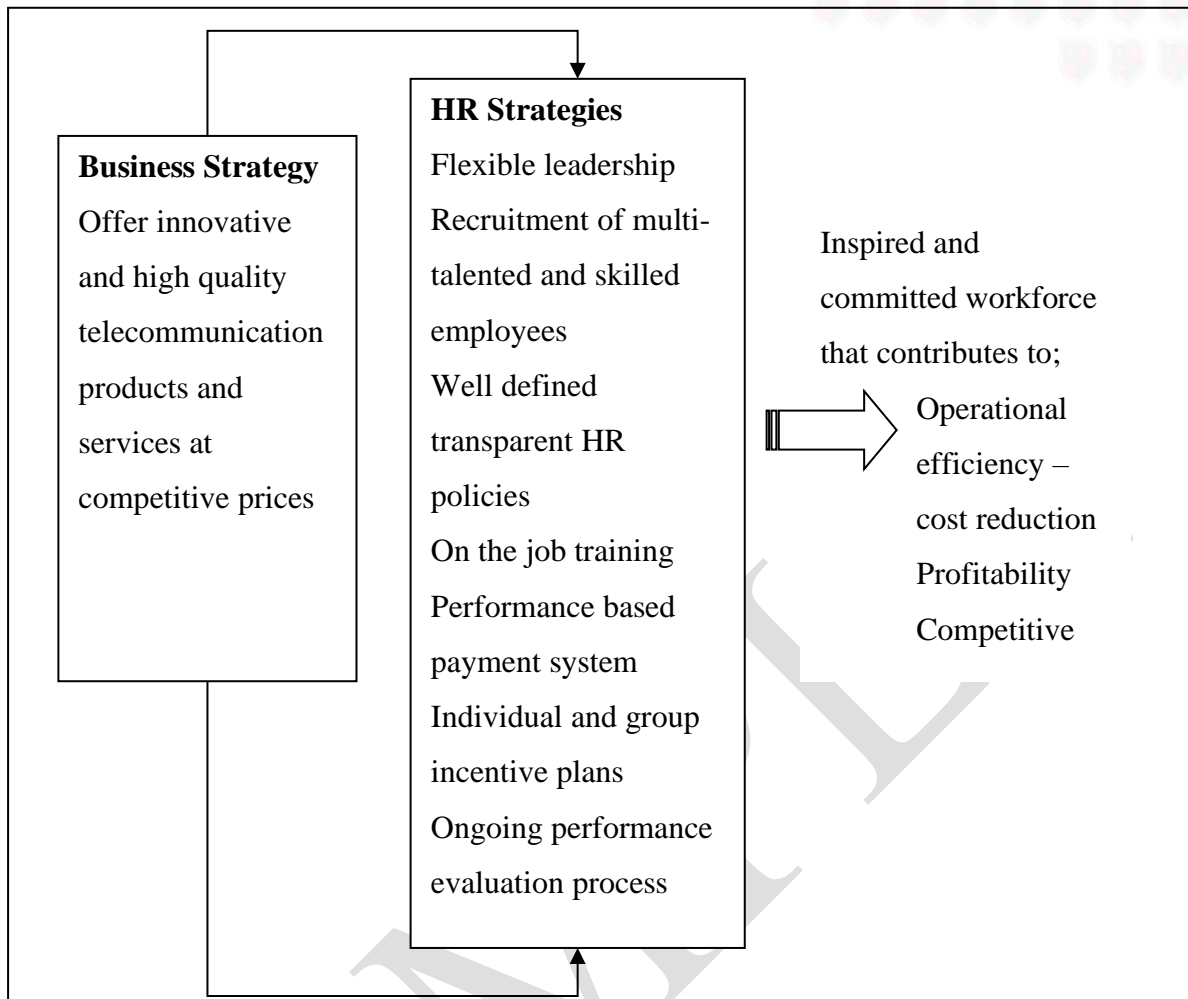 Business Strategy
Offer innovative
and high quality
telecommunication
products and
services at
competitive prices
HR Strategies
Flexible leadership
Recruitment of multi-
talented and skilled
employees
Well defined
transparent HR
policies
On the job training
Performance based
payment system
Individual and group
incentive plans
Ongoing performance
evaluation process
Inspired and
committed workforce
that contributes to;
Operational
efficiency –
cost reduction
Profitability
Competitive